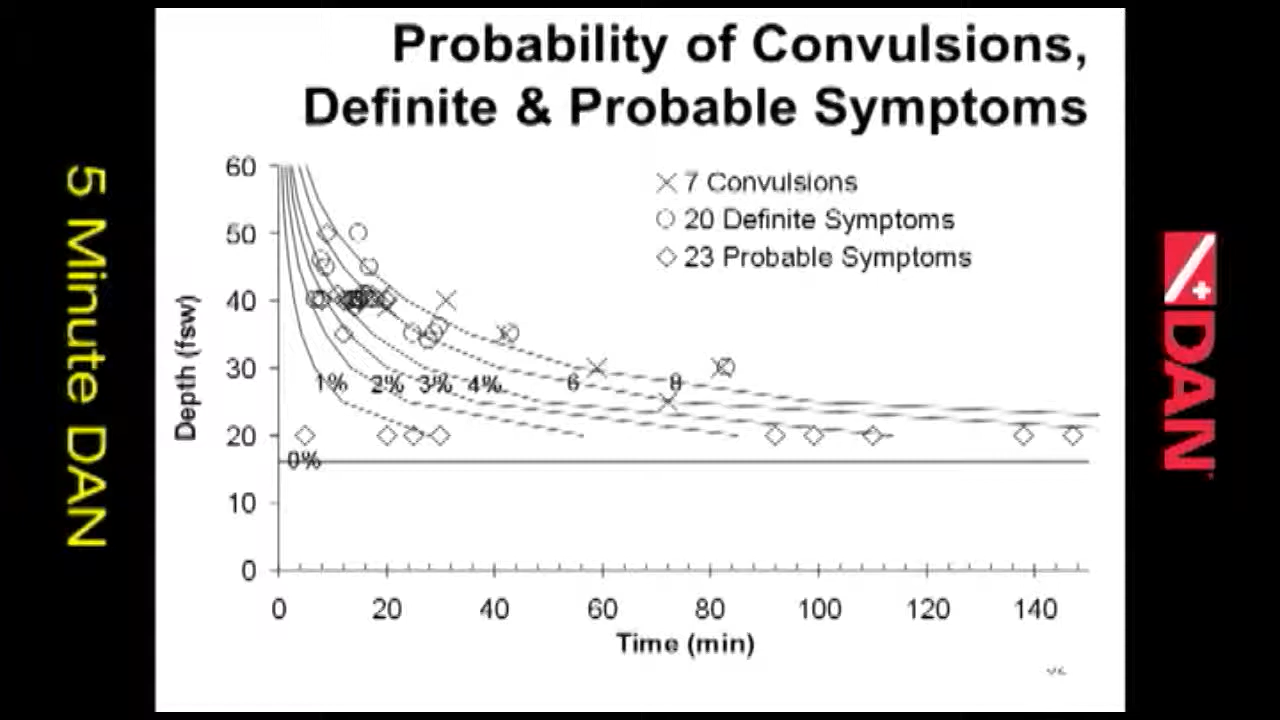 Probability of Convulsions,
Definite & Probable Symptoms
5 Minute DAN
DAN
7 Convulsions
20 Definite Symptoms
23 Probable Symptoms
Depth (fsw)
60
50
40
30
20
10
0
1% 2% 3% 4% 6 8
0%
0 20 40 60 80 100 120 140
Time (min)